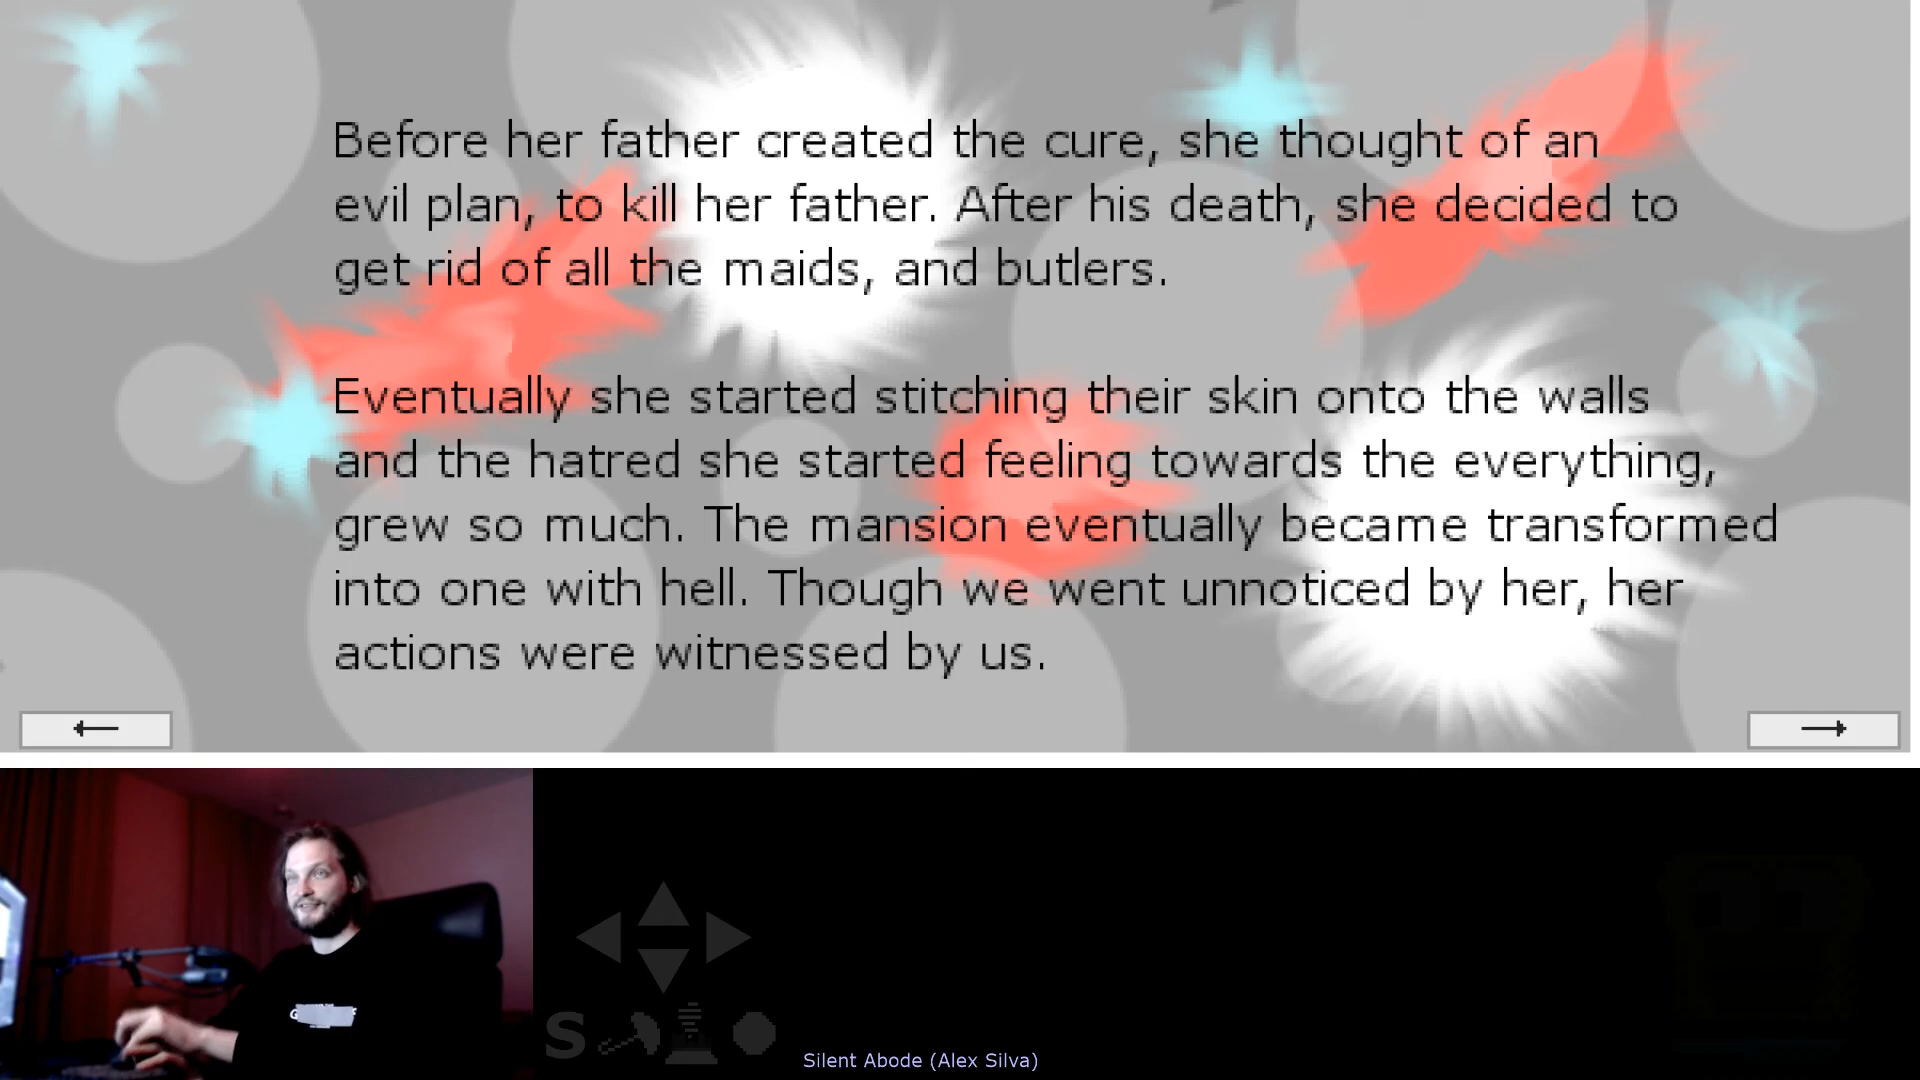 Before her father created the cure, she thought of an
evil plan, to kill her father. After his death, she decided to
get rid of all the maids, and butlers.
Eventually she started stitching their skin onto the walls
and the hatred she started feeling towards the everything,
grew so much. The mansion eventually became transformed
into one with hell. Though we went unnoticed by her, her
actions were witnessed by us.
S
Silent Abode (Alex Silva)